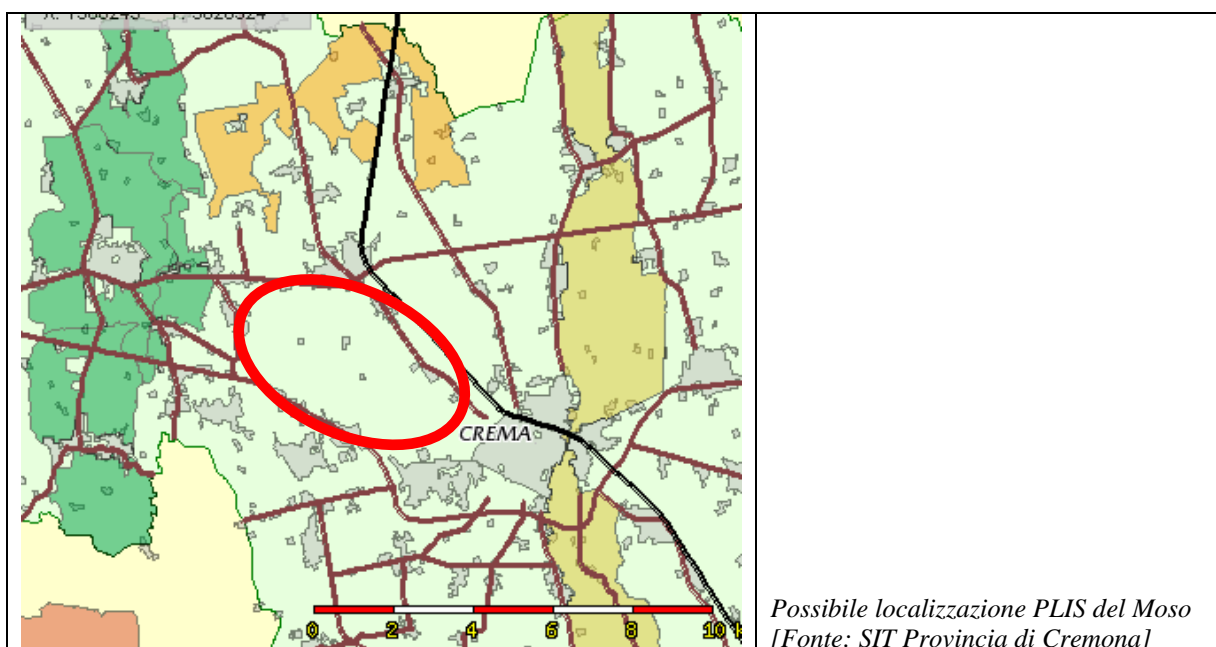 CREMA
0 2 4 6 8 10
Possibile localizzazione PLIS del Moso
[Fonte: SIT Provincia di Cremona]